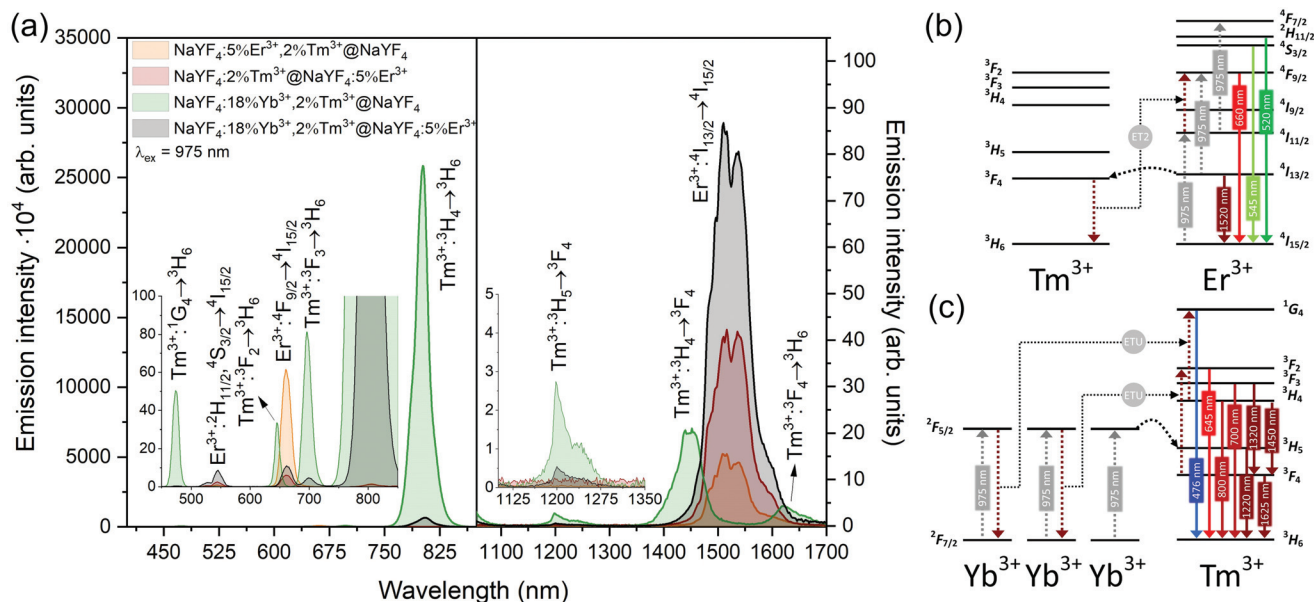 (a)
Emission intensity ·10⁴ (arb. units)
35000
30000
25000
20000
15000
10000
5000
0
NaYF₄:5%Er³⁺,2%Tm³⁺@NaYF₄
NaYF₄:2%Tm³⁺@NaYF₄:5%Er³⁺
NaYF₄:18%Yb³⁺,2%Tm³⁺@NaYF₄
NaYF₄:18%Yb³⁺,2%Tm³⁺@NaYF₄:5%Er³⁺
λₑₓ = 975 nm
Tm³⁺:¹G₄→³H₆
Er³⁺:²H₁₁/₂,⁴S₃/₂→⁴I₁₅/₂
Tm³⁺:³F₂→³H₆
Er³⁺:⁴F₉/₂→⁴I₁₅/₂
Tm³⁺:³F₃→³H₆
Tm³⁺:³H₄→³H₆
100
80
60
40
20
0
500 600 700 800
Tm³⁺:³H₅→³F₄
5
4
3
2
1
0
1120 1200 1275 1350
Tm³⁺:³H₄→³F₄
Er³⁺:⁴I₁₃/₂→⁴I₁₅/₂
Tm³⁺:³F₄→³H₆
450 525 600 675 750 825 1100 1200 1300 1400 1500 1600 1700
Wavelength (nm)
100
90
80
70
60
50
40
30
20
10
0
Emission intensity (arb. units)
(b)
³F₂
³F₃
³H₄
³H₅
³F₄
³H₆
Tm³⁺
ET2
975 nm
975 nm
975 nm
1520 nm
660 nm
545 nm
520 nm
⁴F₇/₂
²H₁₁/₂
⁴S₃/₂
⁴F₉/₂
⁴I₉/₂
⁴I₁₁/₂
⁴I₁₃/₂
⁴I₁₅/₂
Er³⁺
(c)
²F₅/₂
²F₇/₂
975 nm
975 nm
975 nm
Yb³⁺ Yb³⁺ Yb³⁺
ETU
ETU
476 nm
645 nm
800 nm
700 nm
1220 nm
1320 nm
1625 nm
1450 nm
¹G₄
³F₂
³F₃
³H₄
³H₅
³F₄
³H₆
Tm³⁺